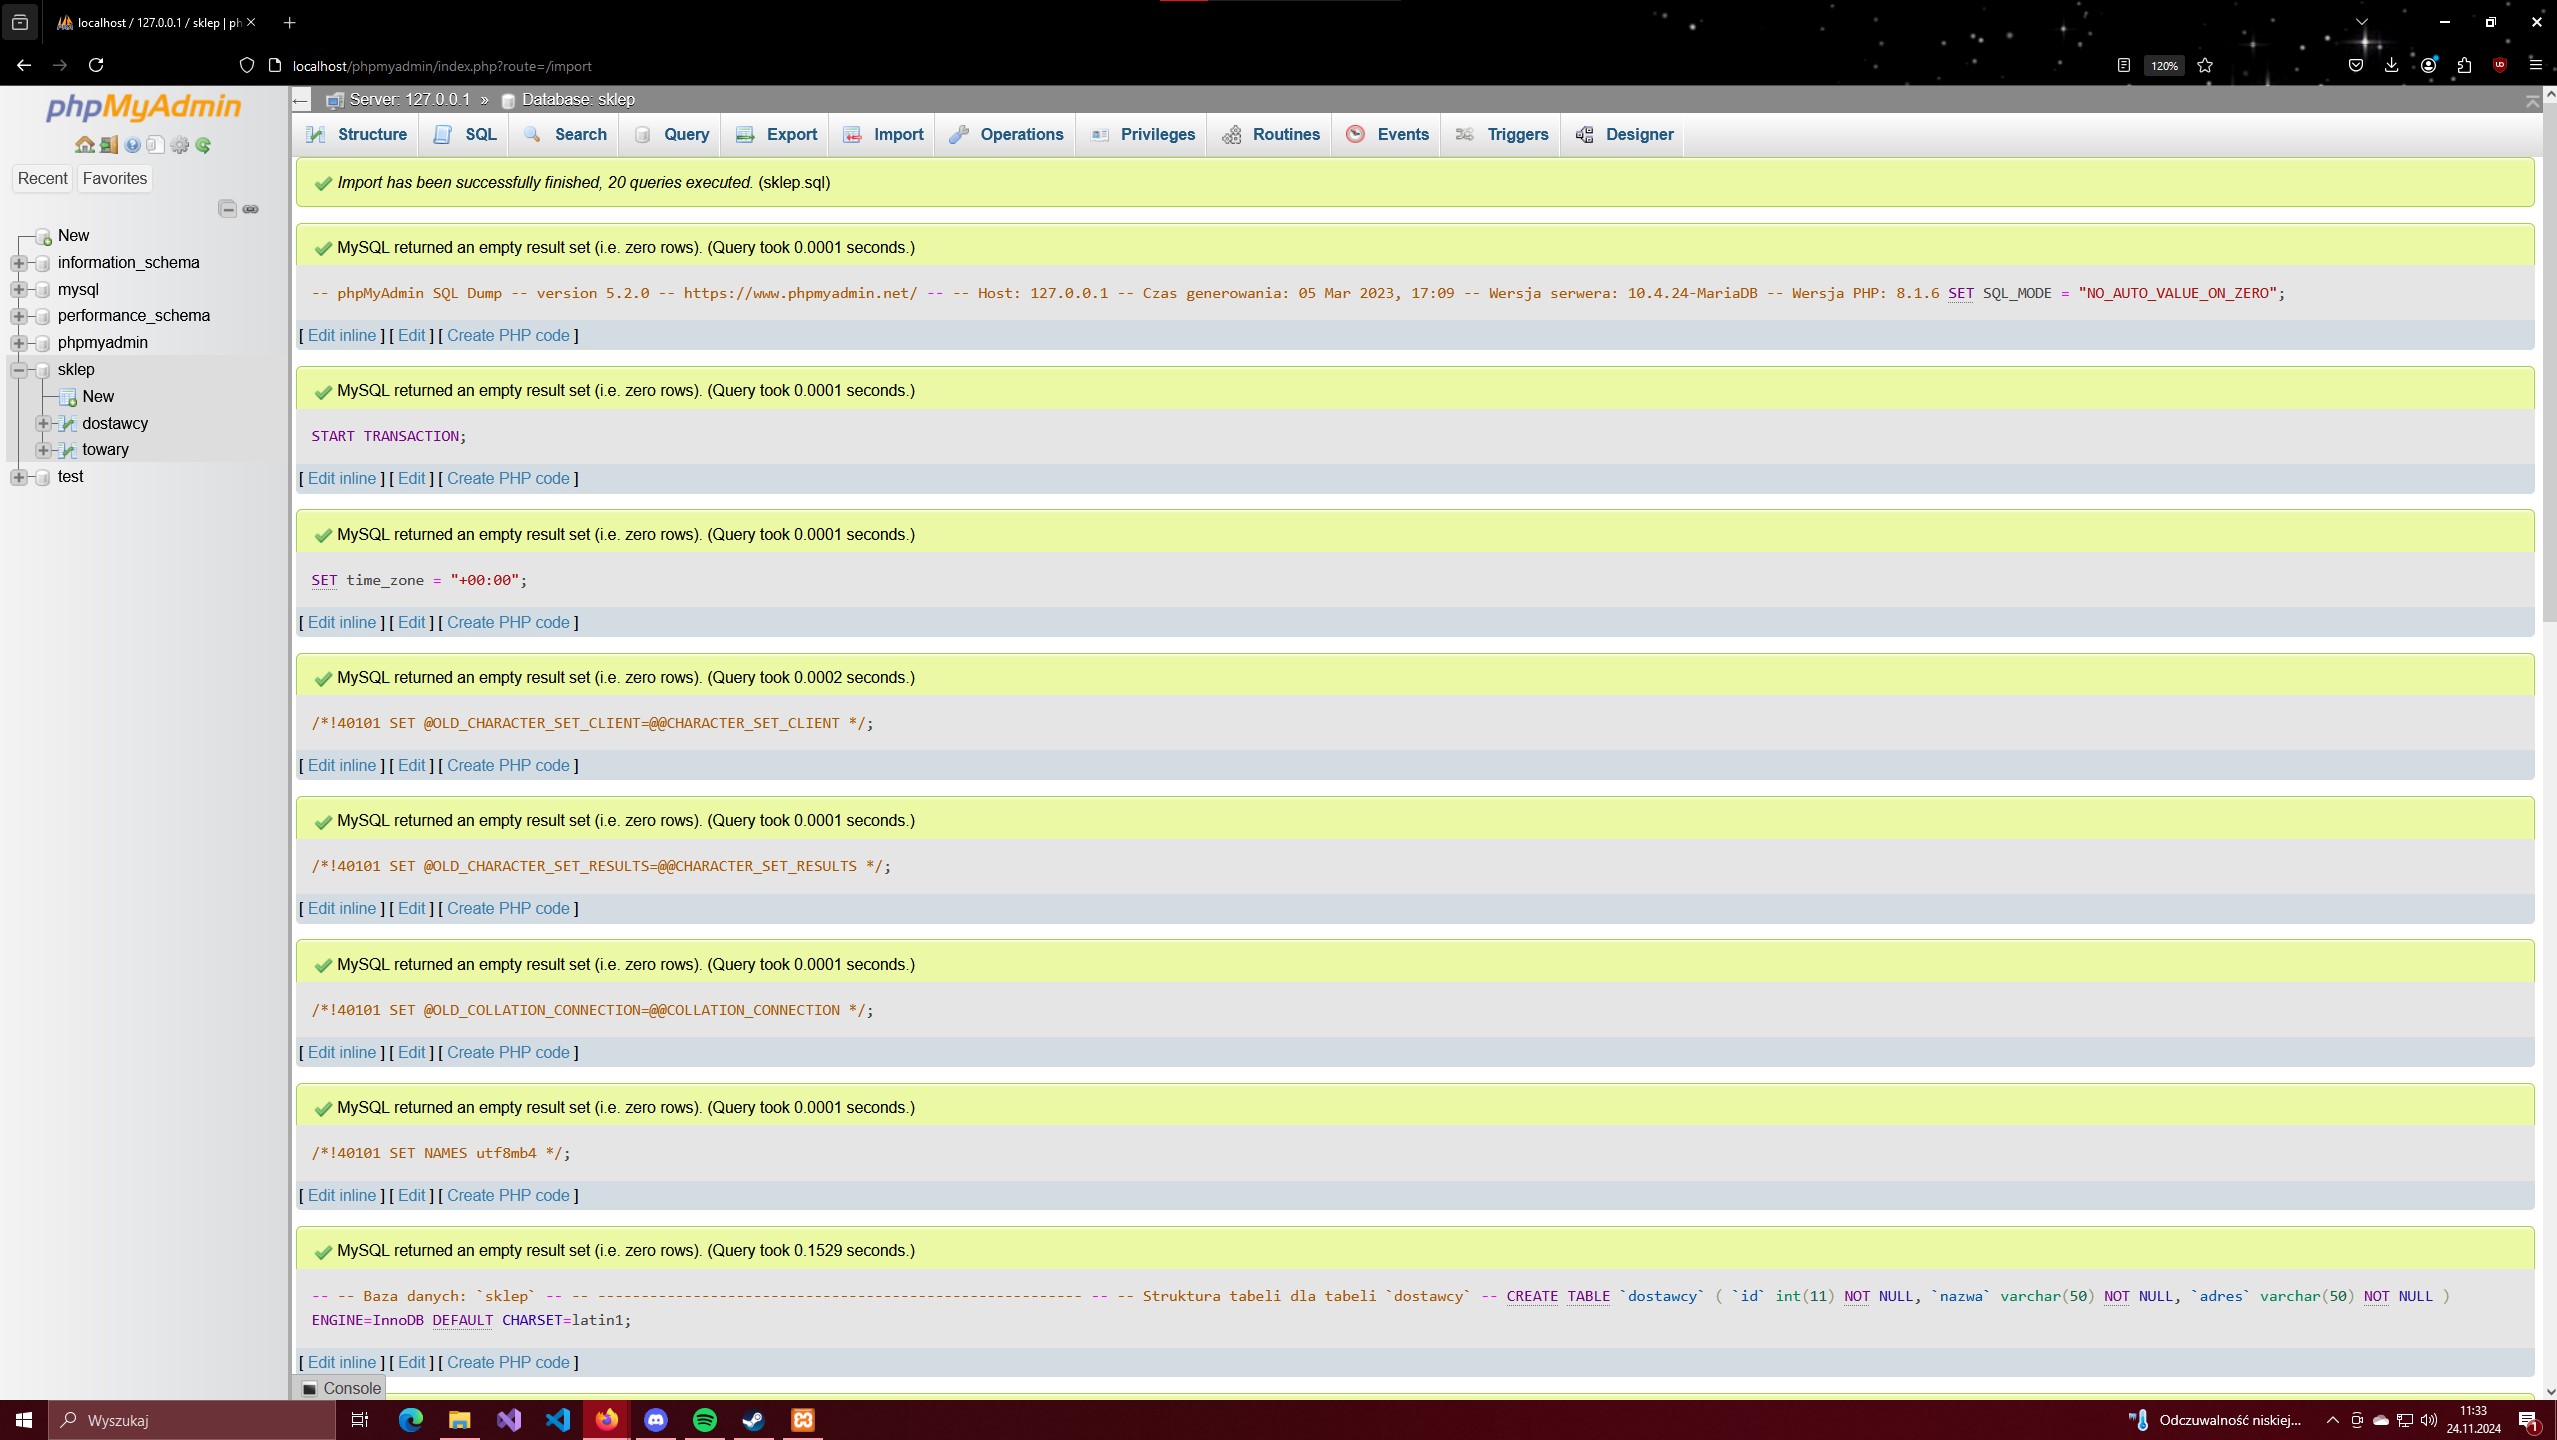 localhost / 127.0.0.1 / sklep | ph
localhost/phpmyadmin/index.php?route=/import
120%
phpMyAdmin
Recent
Favorites
New
information_schema
mysql
performance_schema
phpmyadmin
sklep
New
dostawcy
towary
test
Server: 127.0.0.1 » Database: sklep
Structure SQL Search Query Export Import Operations Privileges Routines Events Triggers Designer
Import has been successfully finished, 20 queries executed. (sklep.sql)
MySQL returned an empty result set (i.e. zero rows). (Query took 0.0001 seconds.)
-- phpMyAdmin SQL Dump -- version 5.2.0 -- https://www.phpmyadmin.net/ -- -- Host: 127.0.0.1 -- Czas generowania: 05 Mar 2023, 17:09 -- Wersja serwera: 10.4.24-MariaDB -- Wersja PHP: 8.1.6 SET SQL_MODE = "NO_AUTO_VALUE_ON_ZERO";
[ Edit inline ] [ Edit ] [ Create PHP code ]
MySQL returned an empty result set (i.e. zero rows). (Query took 0.0001 seconds.)
START TRANSACTION;
[ Edit inline ] [ Edit ] [ Create PHP code ]
MySQL returned an empty result set (i.e. zero rows). (Query took 0.0001 seconds.)
SET time_zone = "+00:00";
[ Edit inline ] [ Edit ] [ Create PHP code ]
MySQL returned an empty result set (i.e. zero rows). (Query took 0.0002 seconds.)
/*!40101 SET @OLD_CHARACTER_SET_CLIENT=@@CHARACTER_SET_CLIENT */;
[ Edit inline ] [ Edit ] [ Create PHP code ]
MySQL returned an empty result set (i.e. zero rows). (Query took 0.0001 seconds.)
/*!40101 SET @OLD_CHARACTER_SET_RESULTS=@@CHARACTER_SET_RESULTS */;
[ Edit inline ] [ Edit ] [ Create PHP code ]
MySQL returned an empty result set (i.e. zero rows). (Query took 0.0001 seconds.)
/*!40101 SET @OLD_COLLATION_CONNECTION=@@COLLATION_CONNECTION */;
[ Edit inline ] [ Edit ] [ Create PHP code ]
MySQL returned an empty result set (i.e. zero rows). (Query took 0.0001 seconds.)
/*!40101 SET NAMES utf8mb4 */;
[ Edit inline ] [ Edit ] [ Create PHP code ]
MySQL returned an empty result set (i.e. zero rows). (Query took 0.1529 seconds.)
-- -- Baza danych: `sklep` -- -- -------------------------------------------------------- -- -- Struktura tabeli dla tabeli `dostawcy` -- CREATE TABLE `dostawcy` ( `id` int(11) NOT NULL, `nazwa` varchar(50) NOT NULL, `adres` varchar(50) NOT NULL )
ENGINE=InnoDB DEFAULT CHARSET=latin1;
[ Edit inline ] [ Edit ] [ Create PHP code ]
Console
Wyszukaj
Odczuwalność niskiej...
11:33
24.11.2024
1